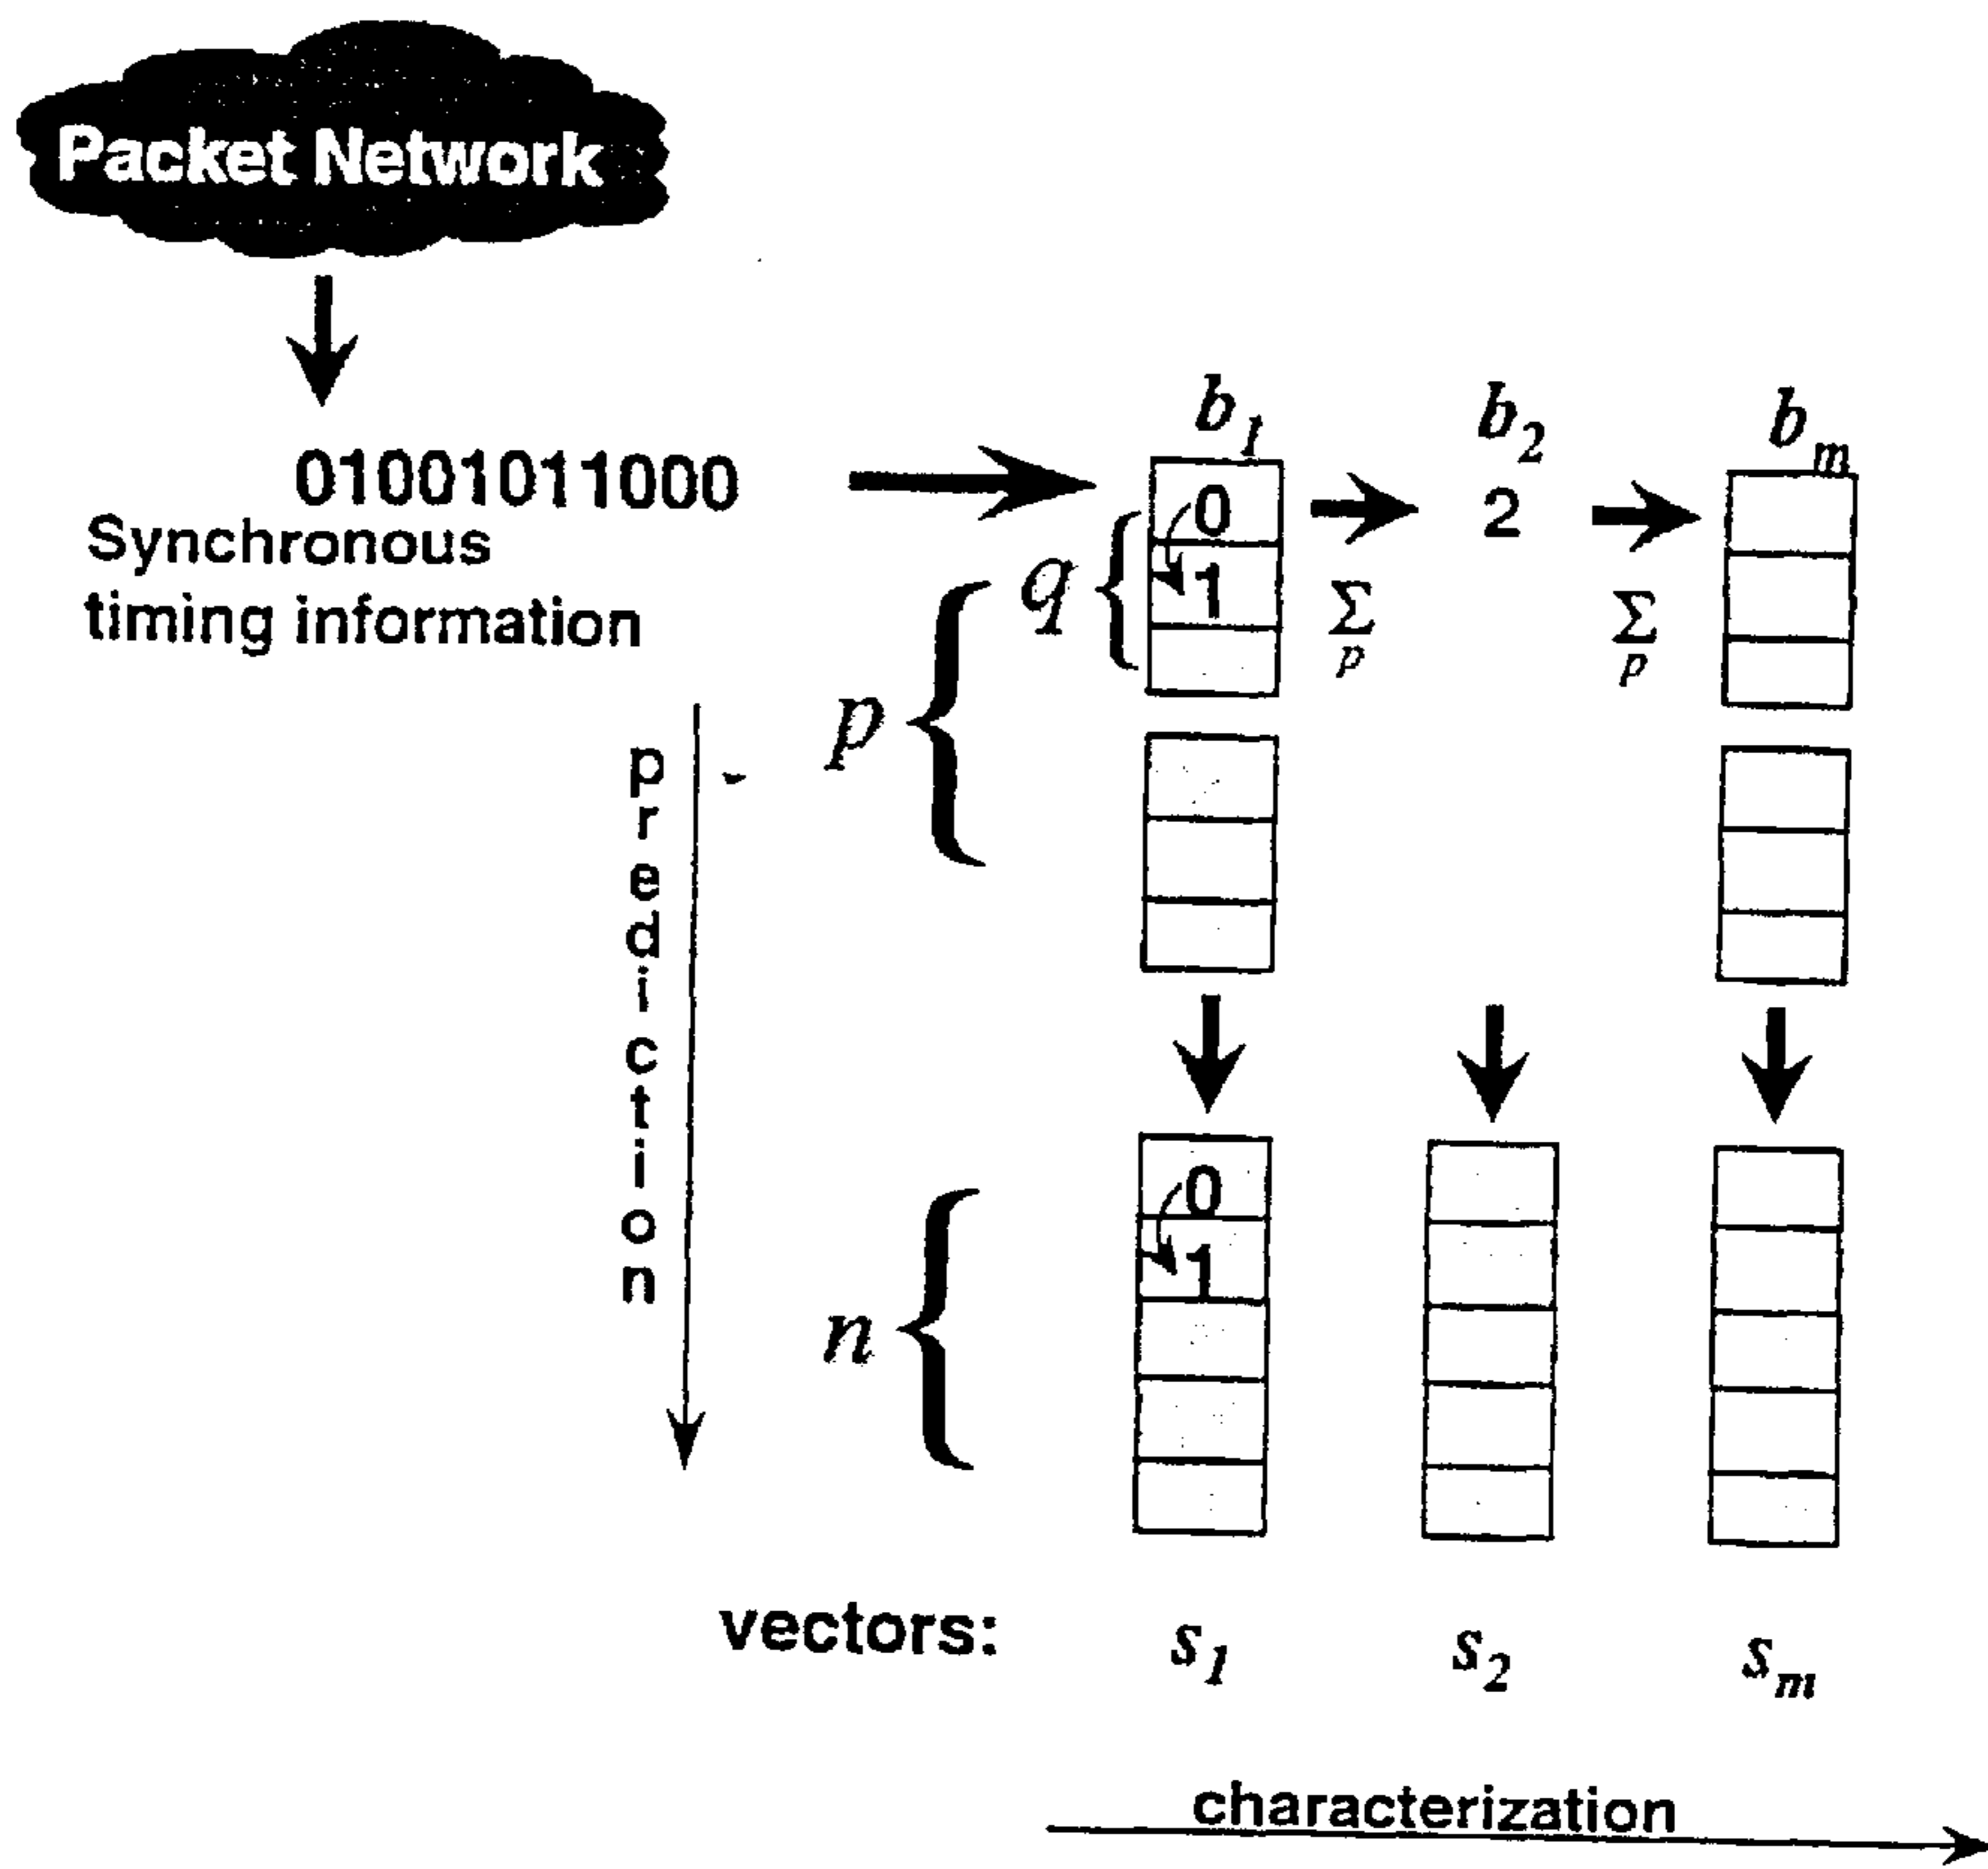 Packet Network
01001011000
Synchronous
timing information
b1
b2
bm
0
2
1
q
Σ
p
Σ
p
p
prediction
0
1
n
vectors:
s1
s2
sm
characterization